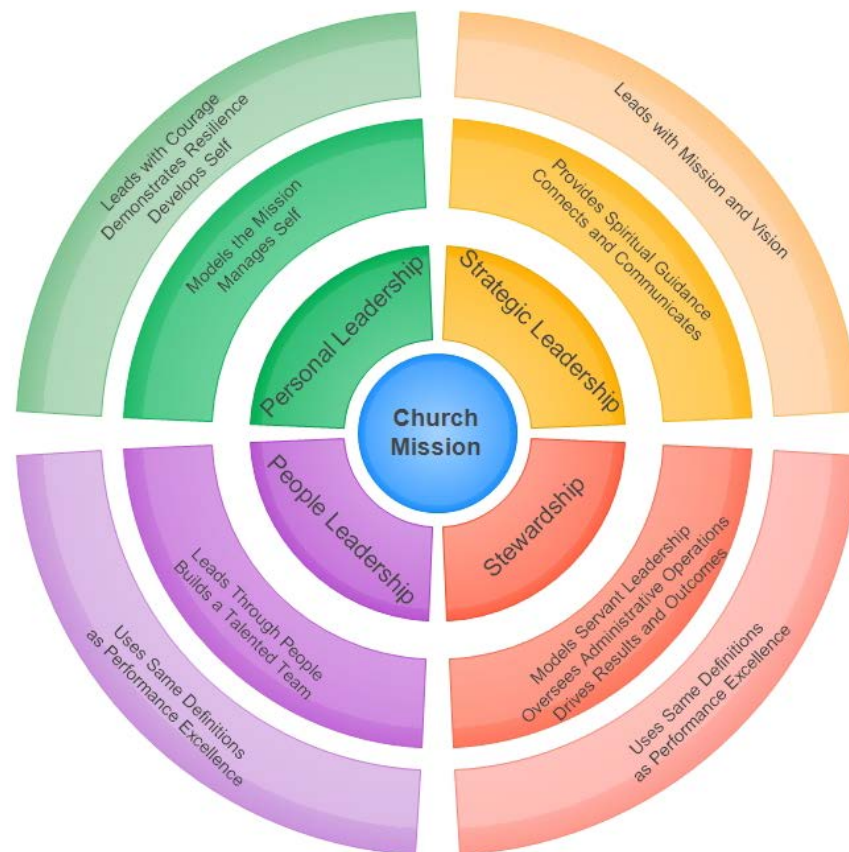 Leads with Courage
Demonstrates Resilience
Develops Self
Models the Mission
Manages Self
Personal Leadership
Leads with Mission and Vision
Provides Spiritual Guidance
Connects and Communicates
Strategic Leadership
Church
Mission
People Leadership
Leads Through People
Builds a Talented Team
Uses Same Definitions
as Performance Excellence
Stewardship
Models Servant Leadership
Oversees Administrative Operations
Drives Results and Outcomes
Uses Same Definitions
as Performance Excellence